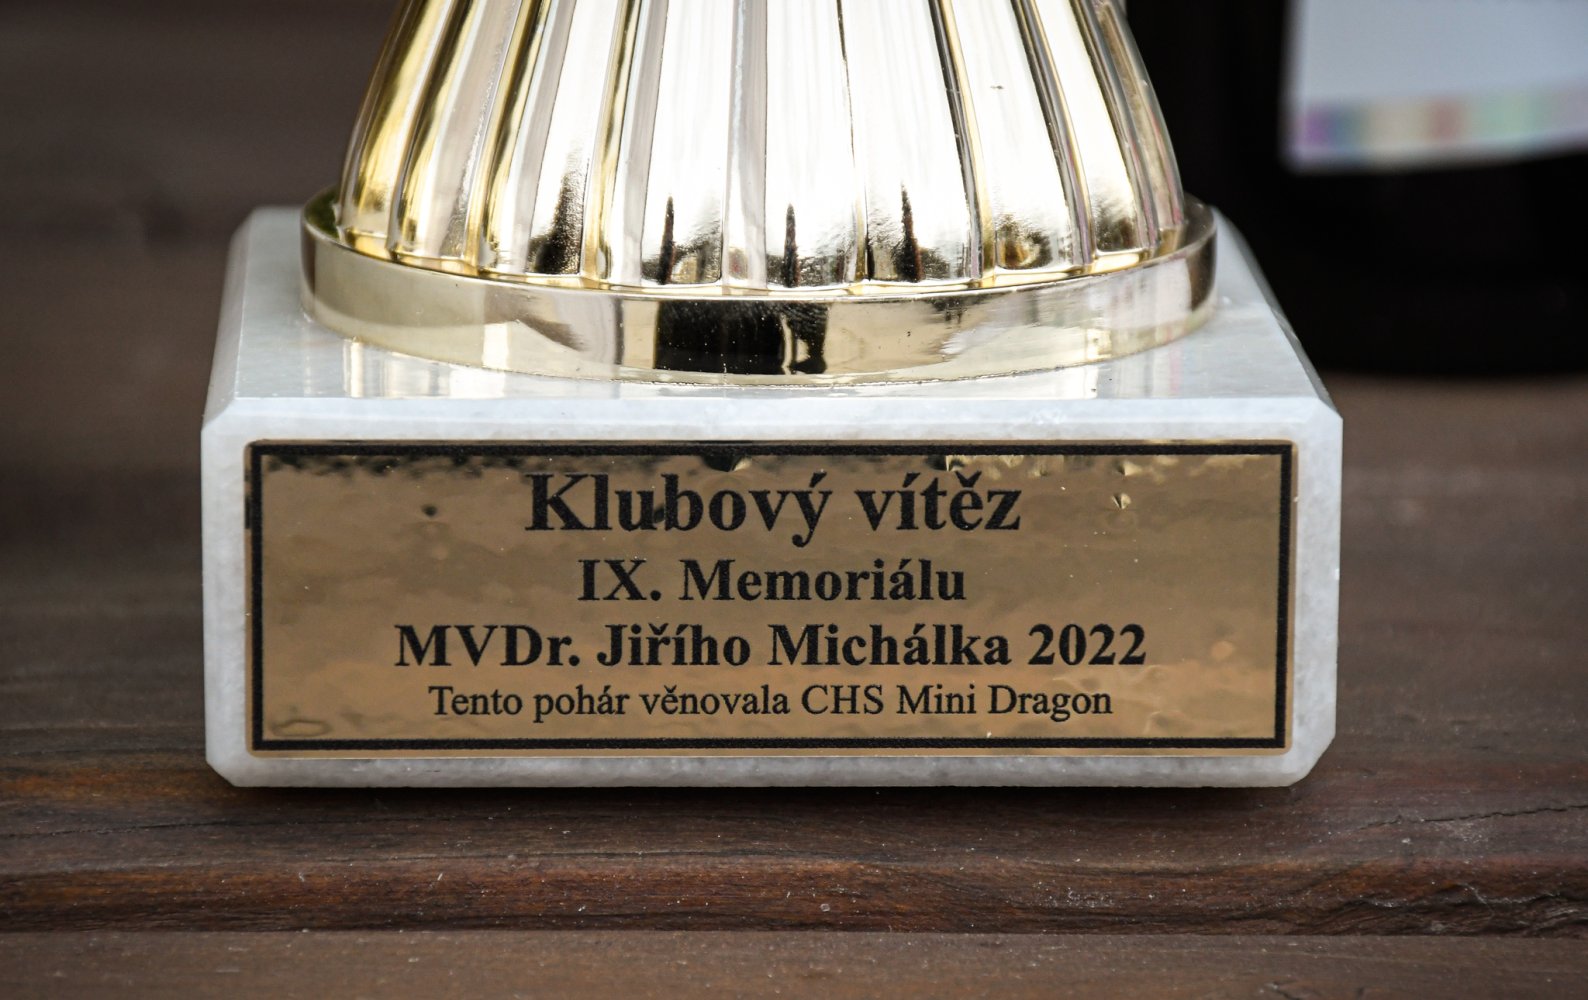 Klubový vítěz
IX. Memoriálu
MVDr. Jiřího Michálka 2022
Tento pohár věnovala CHS Mini Dragon